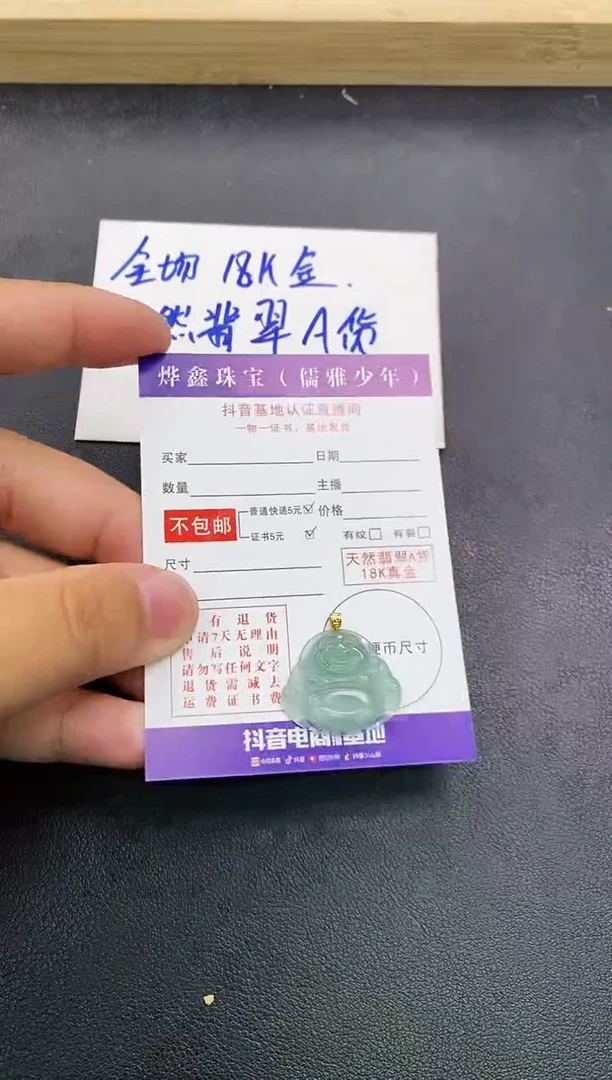 全场 18K金.
然翡翠A货
烨鑫珠宝（儒雅少年）
抖音基地认证直播间
一物一证书，基地发货
买家 日期
数量 主播
不包邮 普通快递5元☑ 价格
证书5元 ☑ 有纹□ 有裂□
尺寸
天然翡翠A货
18K真金
有退货
请7天无理由
售后说明
请勿写任何文字
退货需减去
运费证书费
硬币尺寸
抖音电商
抖音